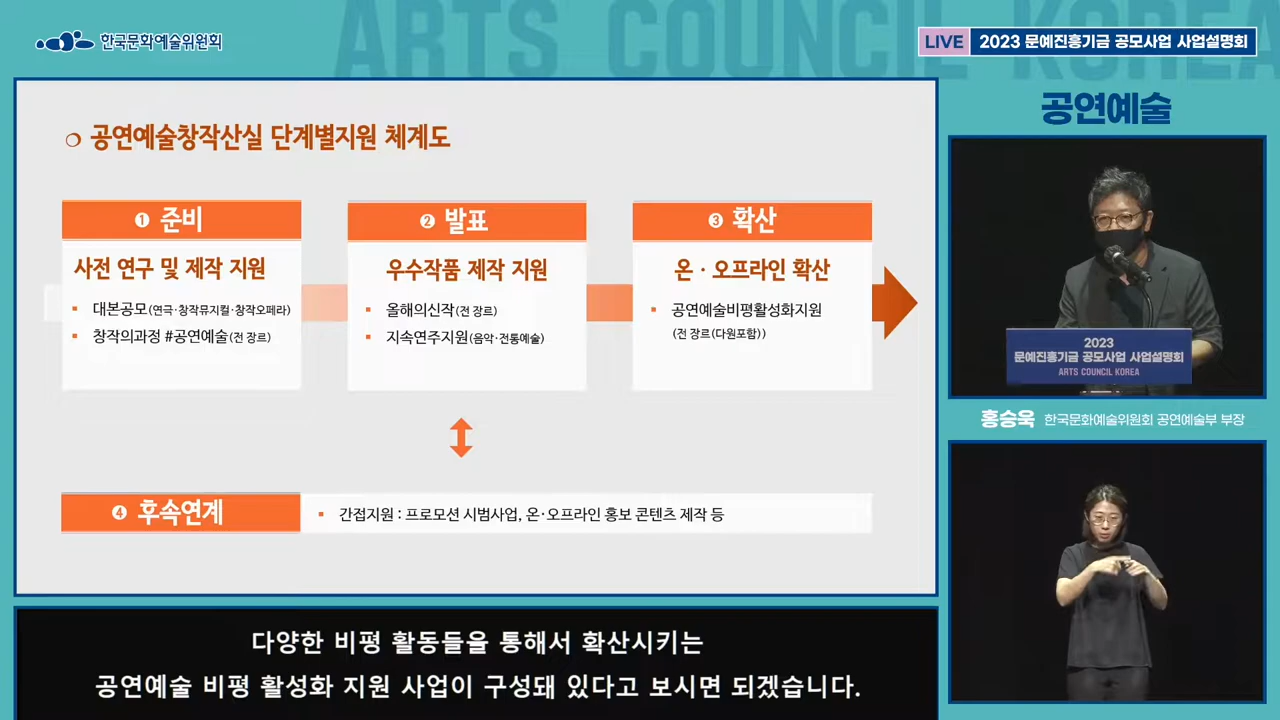 ARTS COUNCIL KOREA
한국문화예술위원회
LIVE 2023 문예진흥기금 공모사업 사업설명회
공연예술
❍ 공연예술창작산실 단계별지원 체계도
❶ 준비
사전 연구 및 제작 지원
▪ 대본공모(연극·창작뮤지컬·창작오페라)
▪ 창작의과정 #공연예술(전 장르)
❷ 발표
우수작품 제작 지원
▪ 올해의신작(전 장르)
▪ 지속연주지원(음악·전통예술)
❸ 확산
온 · 오프라인 확산
▪ 공연예술비평활성화지원
(전 장르(다원포함))
❹ 후속연계
▪ 간접지원 : 프로모션 시범사업, 온·오프라인 홍보 콘텐츠 제작 등
2023
문예진흥기금 공모사업 사업설명회
ARTS COUNCIL KOREA
홍승욱 한국문화예술위원회 공연예술부 부장
다양한 비평 활동들을 통해서 확산시키는
공연예술 비평 활성화 지원 사업이 구성돼 있다고 보시면 되겠습니다.